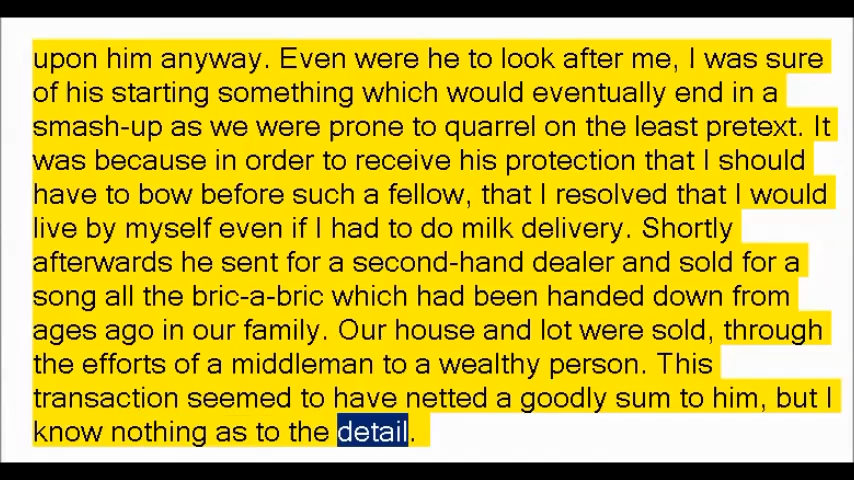 upon him anyway. Even were he to look after me, I was sure
of his starting something which would eventually end in a
smash-up as we were prone to quarrel on the least pretext. It
was because in order to receive his protection that I should
have to bow before such a fellow, that I resolved that I would
live by myself even if I had to do milk delivery. Shortly
afterwards he sent for a second-hand dealer and sold for a
song all the bric-a-bric which had been handed down from
ages ago in our family. Our house and lot were sold, through
the efforts of a middleman to a wealthy person. This
transaction seemed to have netted a goodly sum to him, but I
know nothing as to the detail.